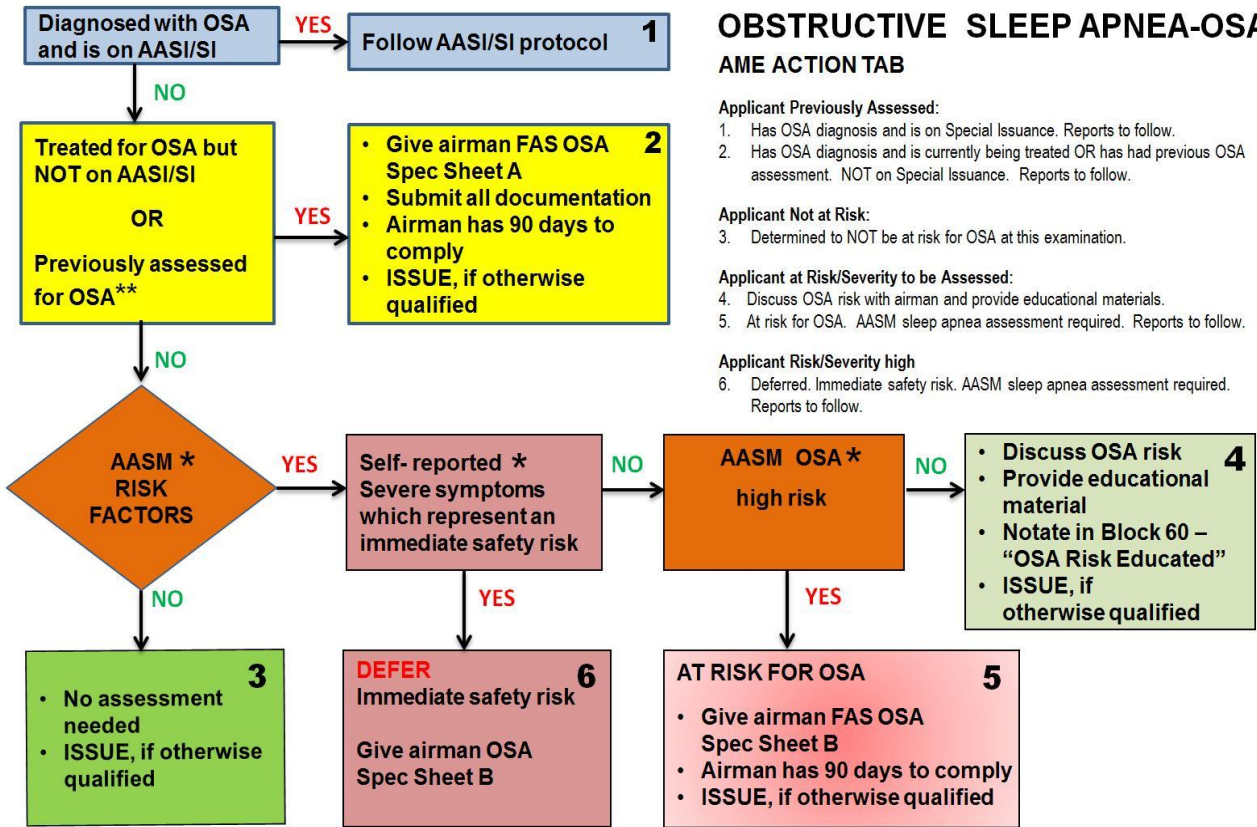 Diagnosed with OSA
and is on AASI/SI
YES
Follow AASI/SI protocol
1
NO
Treated for OSA but
NOT on AASI/SI
OR
Previously assessed
for OSA**
YES
• Give airman FAS OSA
Spec Sheet A
• Submit all documentation
• Airman has 90 days to
comply
• ISSUE, if otherwise
qualified
2
NO
OBSTRUCTIVE SLEEP APNEA-OSA
AME ACTION TAB
Applicant Previously Assessed:
1. Has OSA diagnosis and is on Special Issuance. Reports to follow.
2. Has OSA diagnosis and is currently being treated OR has had previous OSA
assessment. NOT on Special Issuance. Reports to follow.
Applicant Not at Risk:
3. Determined to NOT be at risk for OSA at this examination.
Applicant at Risk/Severity to be Assessed:
4. Discuss OSA risk with airman and provide educational materials.
5. At risk for OSA. AASM sleep apnea assessment required. Reports to follow.
Applicant Risk/Severity high
6. Deferred. Immediate safety risk. AASM sleep apnea assessment required.
Reports to follow.
AASM *
RISK
FACTORS
YES
Self- reported *
Severe symptoms
which represent an
immediate safety risk
NO
AASM OSA *
high risk
NO
• Discuss OSA risk
• Provide educational
material
• Notate in Block 60 –
“OSA Risk Educated”
• ISSUE, if
otherwise qualified
4
NO
YES
YES
• No assessment
needed
• ISSUE, if otherwise
qualified
3
DEFER
Immediate safety risk
Give airman OSA
Spec Sheet B
6
AT RISK FOR OSA
• Give airman FAS OSA
Spec Sheet B
• Airman has 90 days to comply
• ISSUE, if otherwise qualified
5